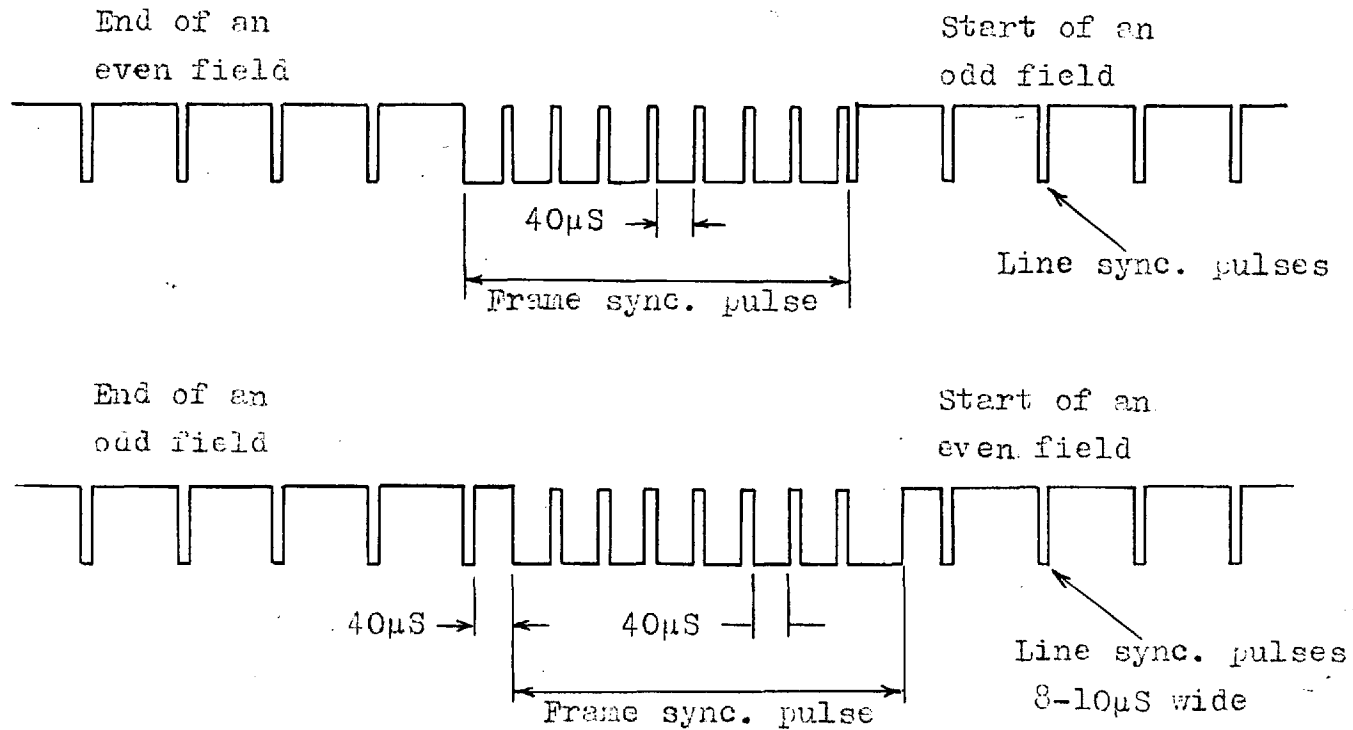 End of an
even field
Start of an
odd field
40µS
Line sync. pulses
Frame sync. pulse
End of an
odd field
Start of an
even field
40µS
40µS
Line sync. pulses
8-10µS wide
Frame sync. pulse